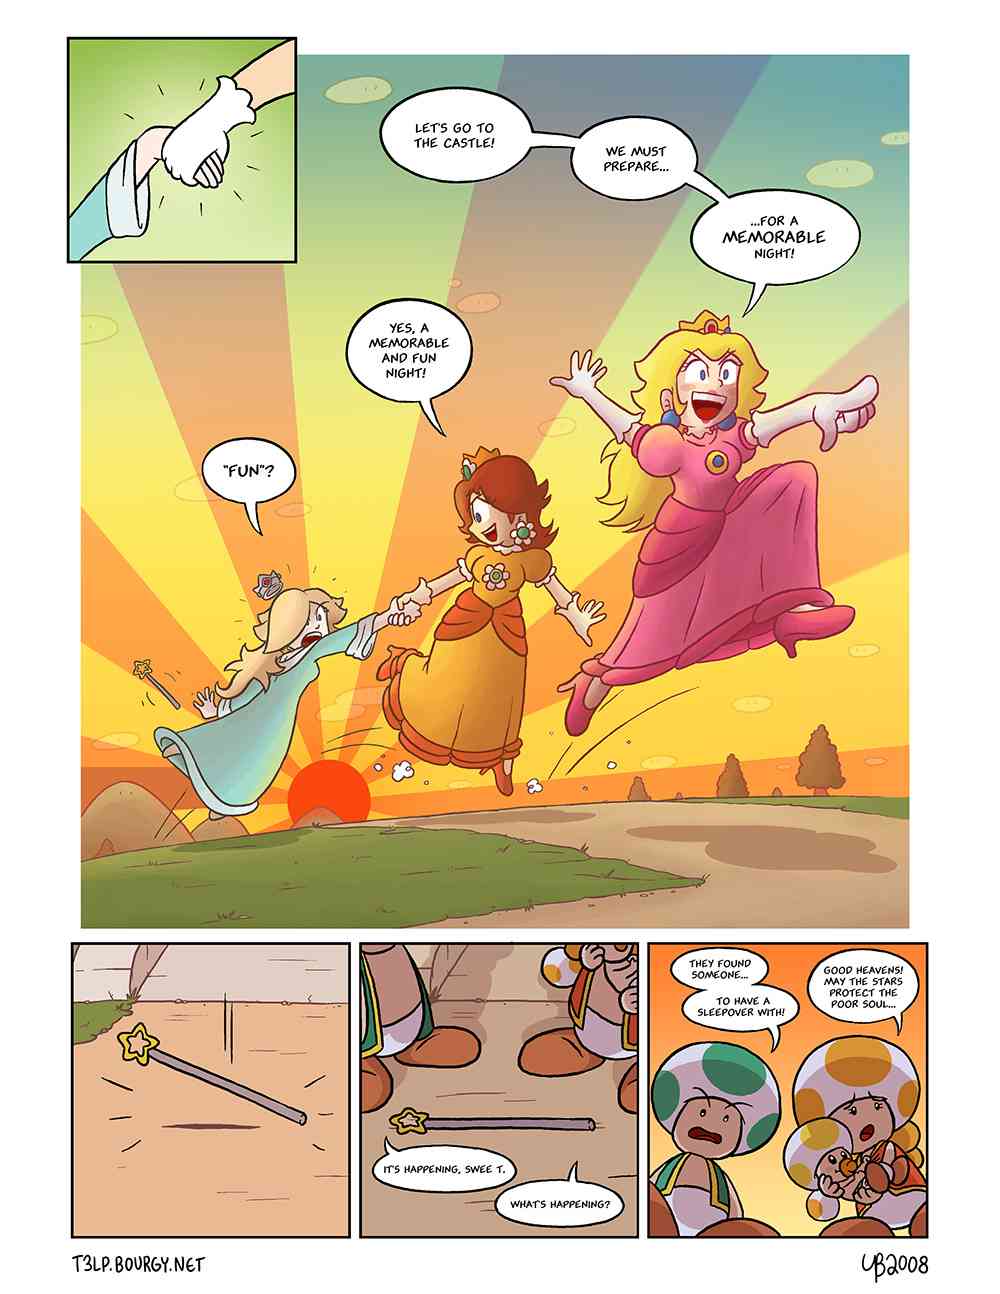 LET'S GO TO
THE CASTLE!
WE MUST
PREPARE...
...FOR A
MEMORABLE
NIGHT!
YES, A
MEMORABLE
AND FUN
NIGHT!
"FUN"?
IT'S HAPPENING, SWEE T.
WHAT'S HAPPENING?
THEY FOUND
SOMEONE...
TO HAVE A
SLEEPOVER WITH!
GOOD HEAVENS!
MAY THE STARS
PROTECT THE
POOR SOUL...
T3LP.BOURGY.NET
YB2008